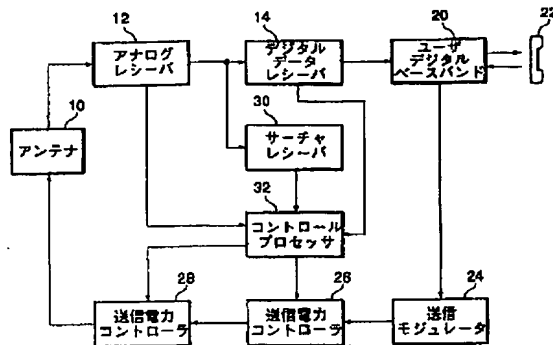 12
アナログ
レシーバ
14
デジタル
データ
レシーバ
20
ユーザ
デジタル
ベースバンド
22
10
アンテナ
30
サーチャ
レシーバ
32
コントロール
プロセッサ
28
送信電力
コントローラ
26
送信電力
コントローラ
24
送信
モジュレータ